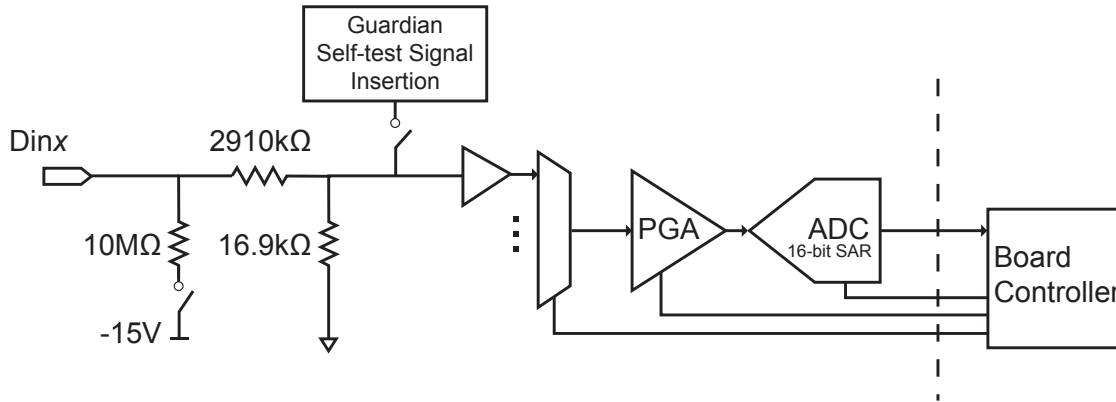 Guardian
Self-test Signal
Insertion
Dinx
2910kΩ
10MΩ
16.9kΩ
-15V
PGA
ADC
16-bit SAR
Board
Controller